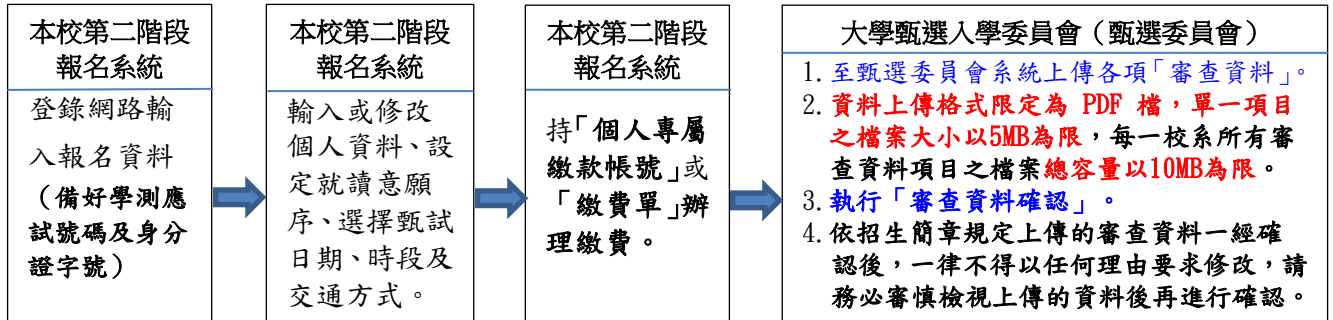 本校第二階段
報名系統
登錄網路輸
入報名資料
（備好學測應
試號碼及身分
證字號）
本校第二階段
報名系統
輸入或修改
個人資料、設
定就讀意願
序、選擇甄試
日期、時段及
交通方式。
本校第二階段
報名系統
持「個人專屬
繳款帳號」或
「繳費單」辦
理繳費。
大學甄選入學委員會（甄選委員會）
1. 至甄選委員會系統上傳各項「審查資料」。
2. 資料上傳格式限定為 PDF 檔，單一項目
之檔案大小以5MB為限，每一校系所有審
查資料項目之檔案總容量以10MB為限。
3. 執行「審查資料確認」。
4. 依招生簡章規定上傳的審查資料一經確
認後，一律不得以任何理由要求修改，請
務必審慎檢視上傳的資料後再進行確認。